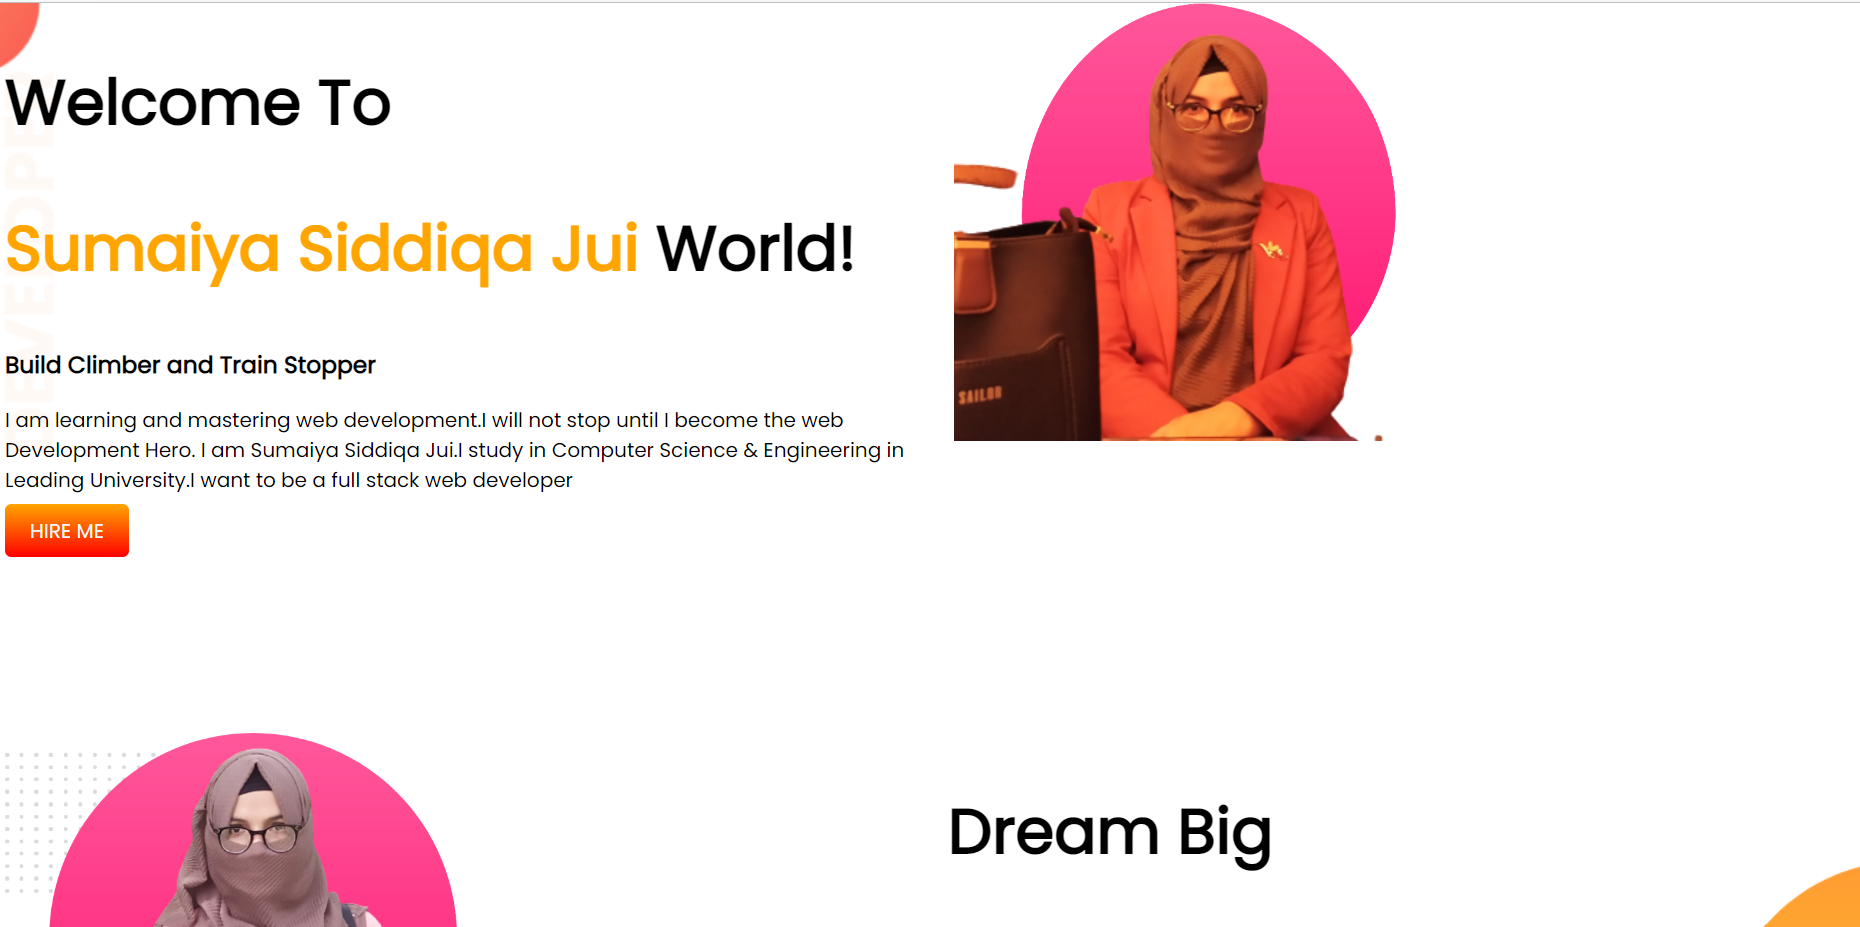 Welcome To
DEVELOPER
Sumaiya Siddiqa Jui World!
Build Climber and Train Stopper
I am learning and mastering web development.I will not stop until I become the web
Development Hero. I am Sumaiya Siddiqa Jui.I study in Computer Science & Engineering in
Leading University.I want to be a full stack web developer
HIRE ME
SAILOR
Dream Big